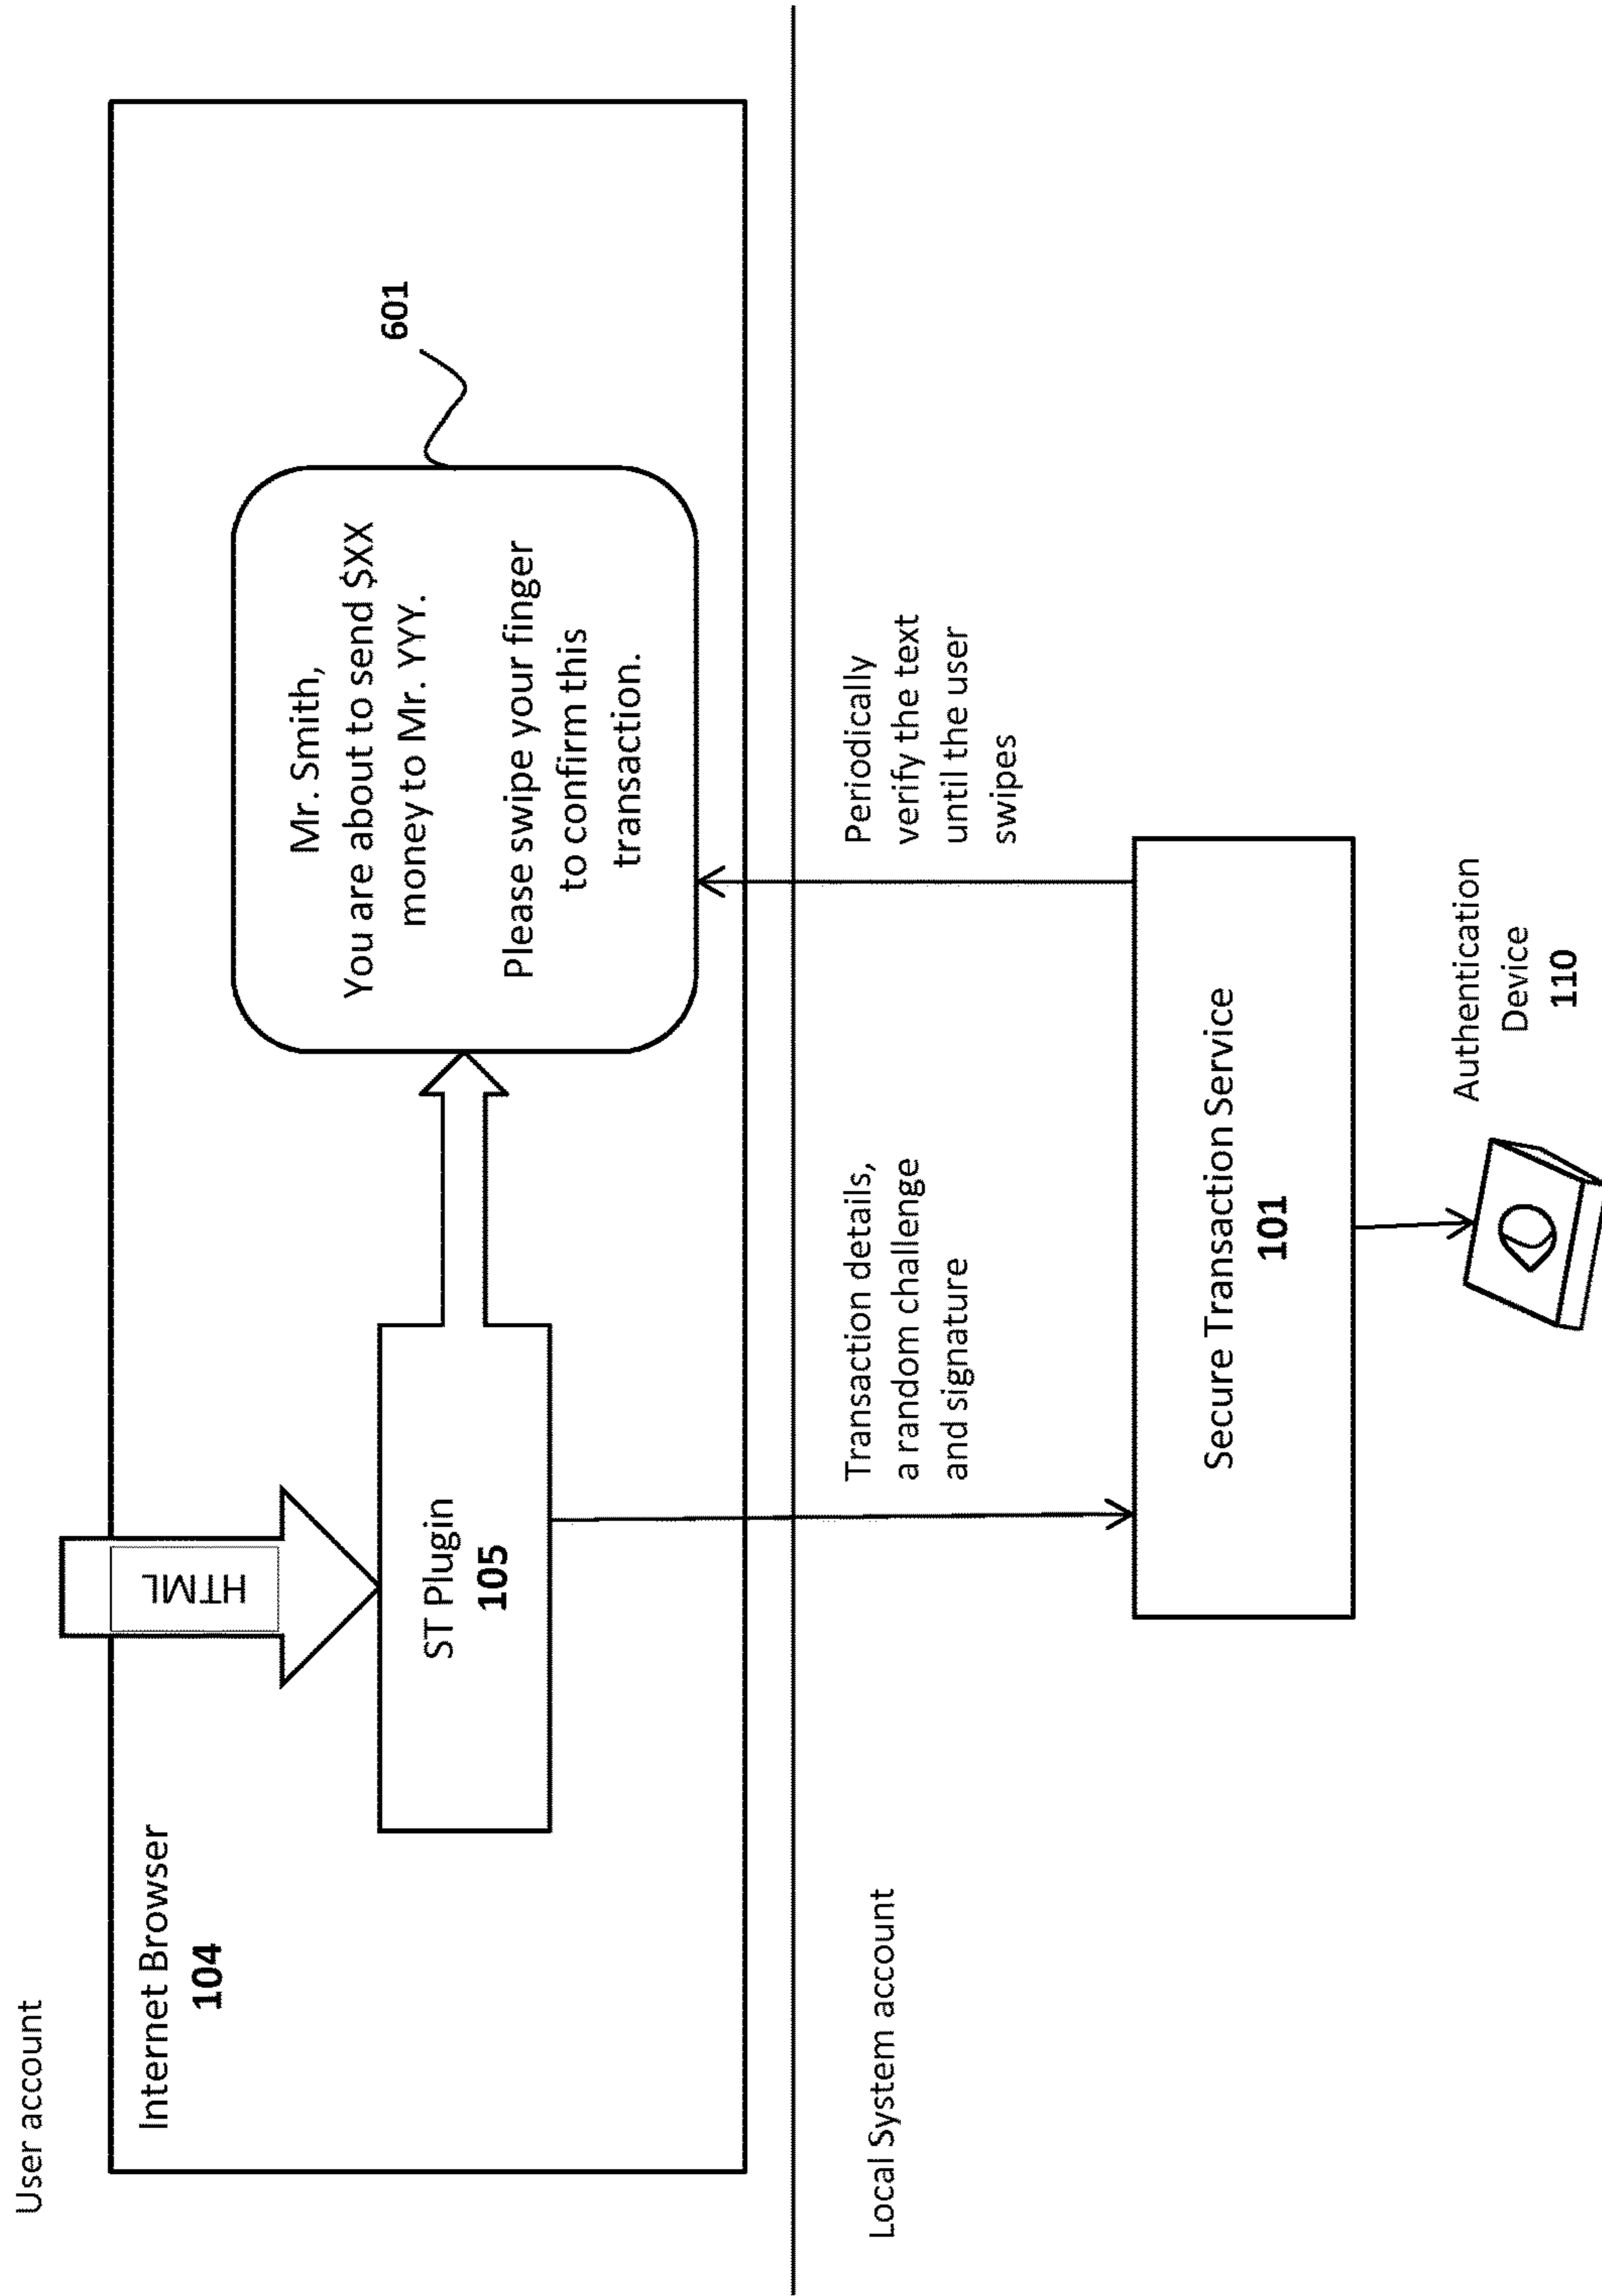 User account
Internet Browser
104
HTML
ST Plugin
105
Mr. Smith,
You are about to send $XX
money to Mr. YYY.
Please swipe your finger
to confirm this
transaction.
601
Local System account
Transaction details,
a random challenge
and signature
Periodically
verify the text
until the user
swipes
Secure Transaction Service
101
Authentication
Device
110